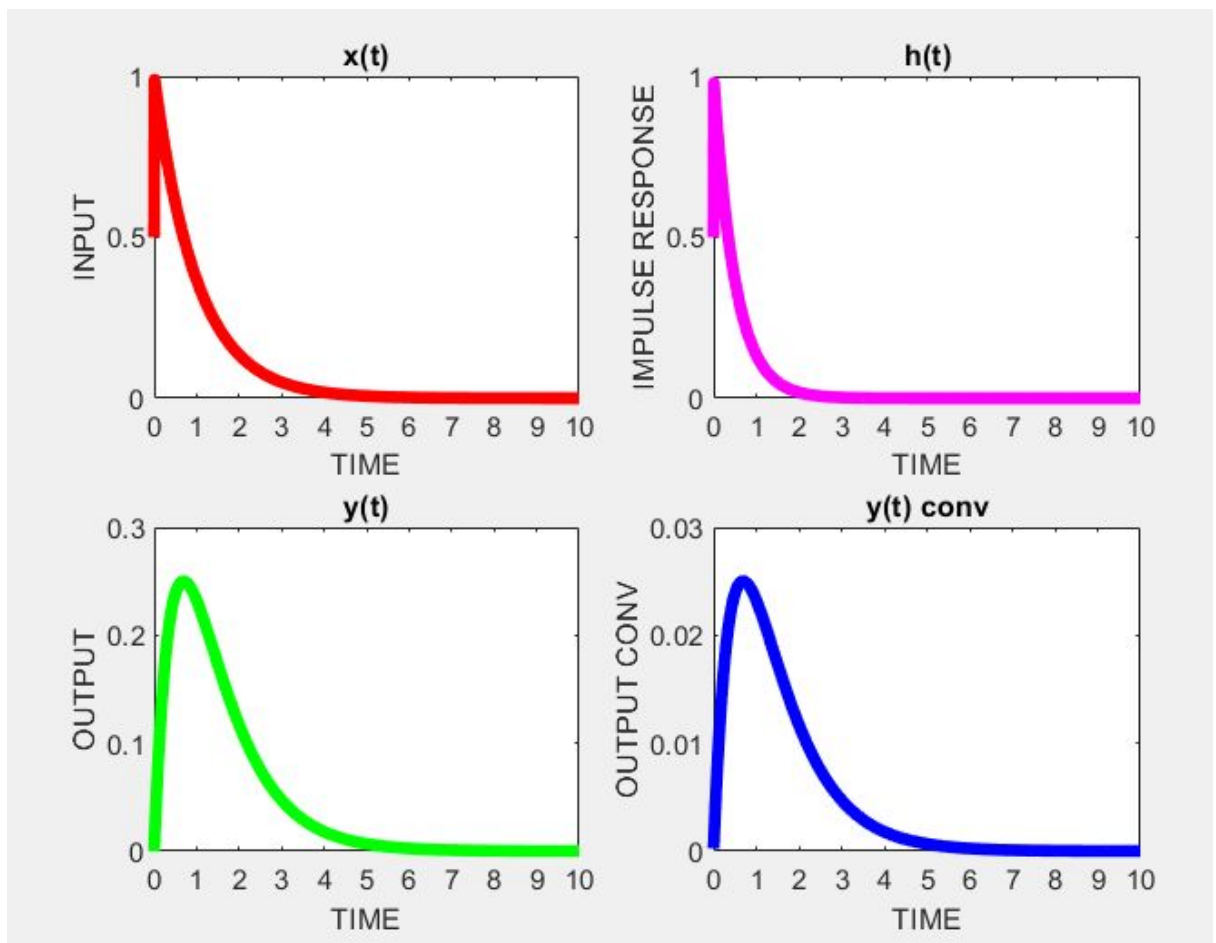 x(t)
INPUT
1
0.5
0
0 1 2 3 4 5 6 7 8 9 10
TIME
h(t)
IMPULSE RESPONSE
1
0.5
0
0 1 2 3 4 5 6 7 8 9 10
TIME
y(t)
OUTPUT
0.3
0.2
0.1
0
0 1 2 3 4 5 6 7 8 9 10
TIME
y(t) conv
OUTPUT CONV
0.03
0.02
0.01
0
0 1 2 3 4 5 6 7 8 9 10
TIME